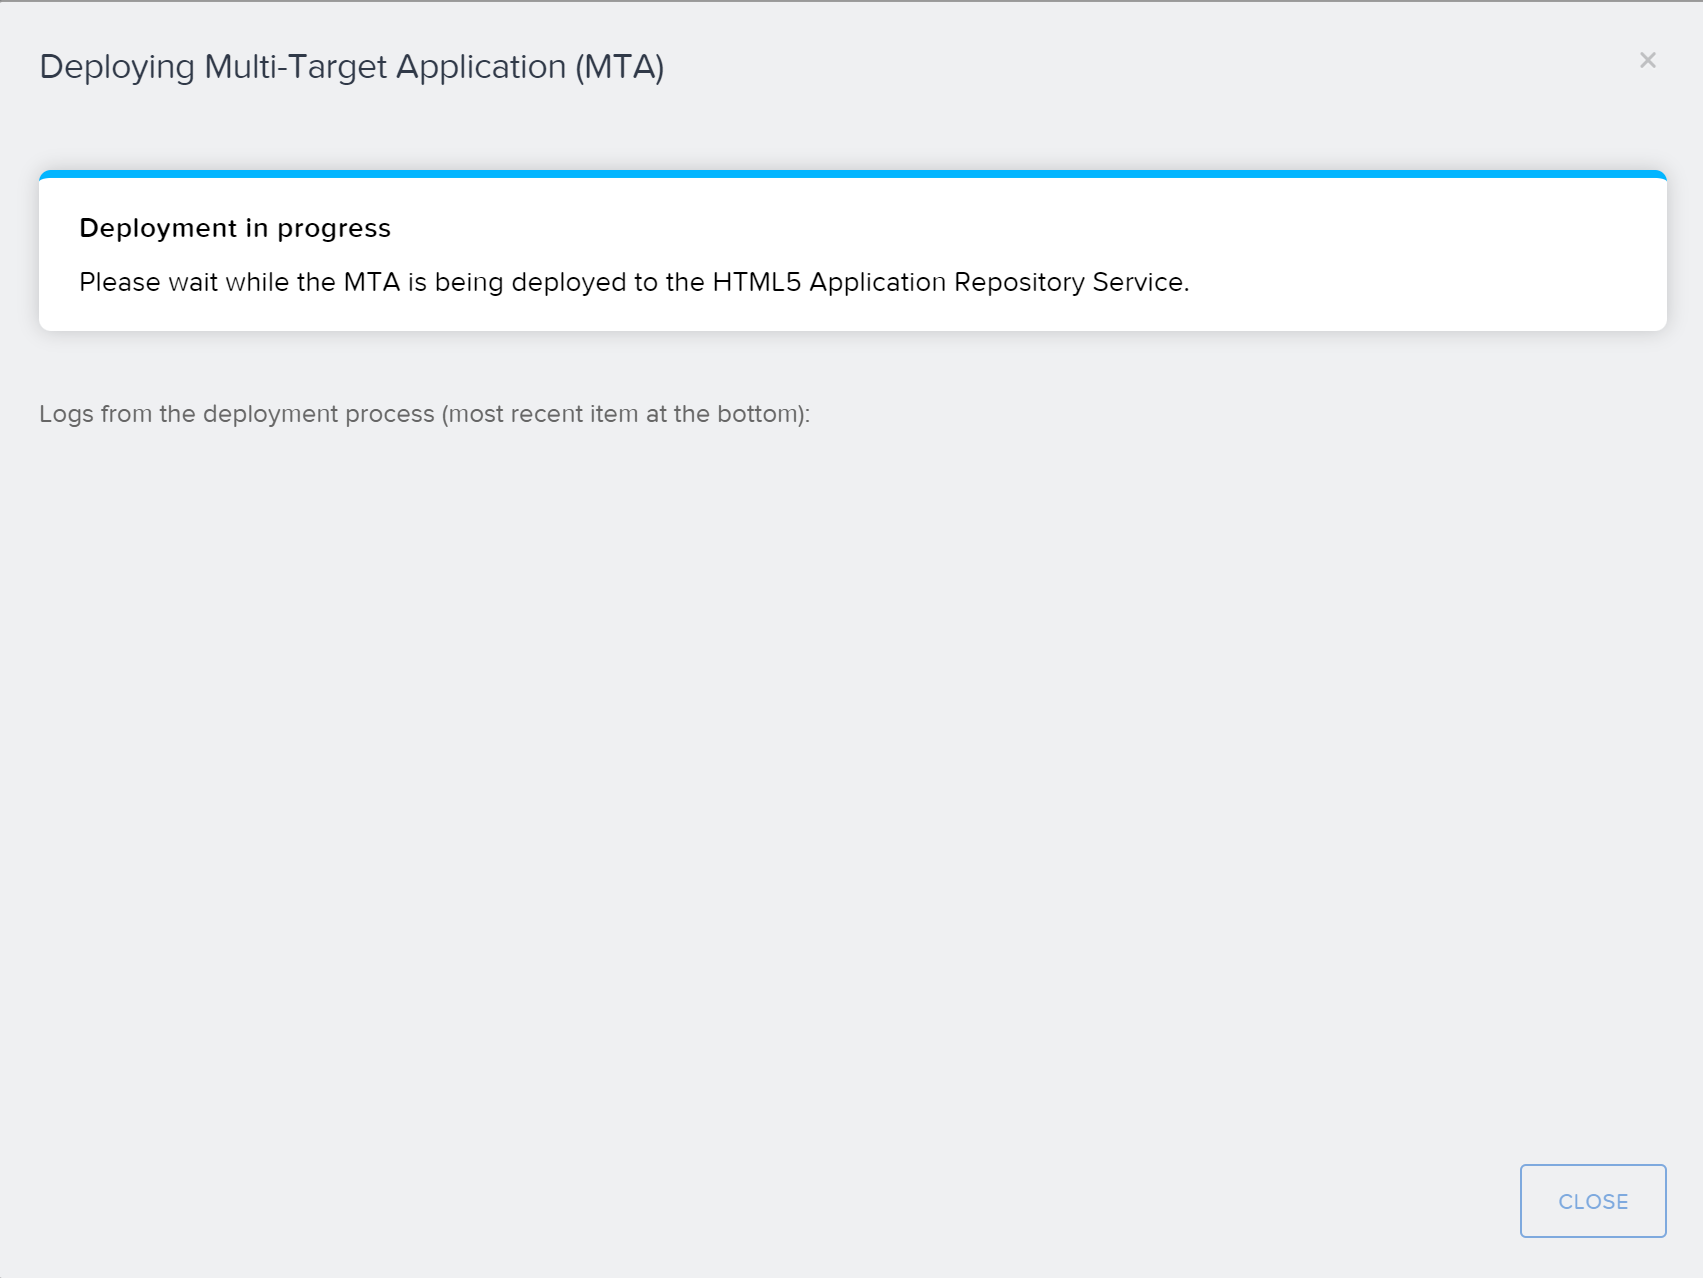 Deploying Multi-Target Application (MTA)
×
Deployment in progress
Please wait while the MTA is being deployed to the HTML5 Application Repository Service.
Logs from the deployment process (most recent item at the bottom):
CLOSE